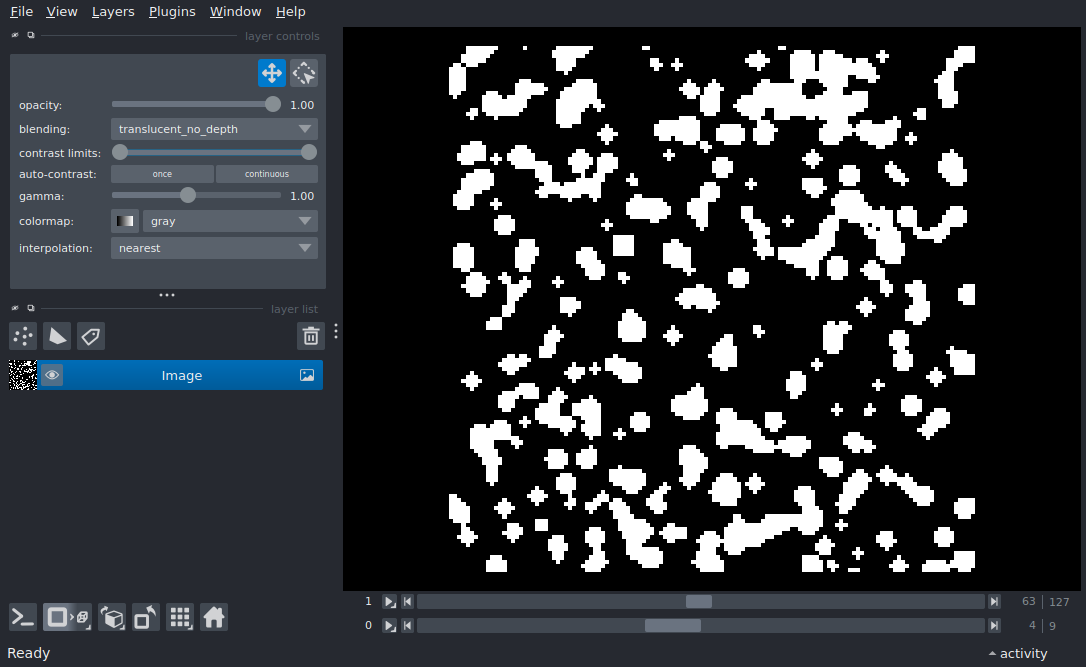 File View Layers Plugins Window Help
layer controls
opacity: 1.00
blending: translucent_no_depth
contrast limits:
auto-contrast: once continuous
gamma: 1.00
colormap: gray
interpolation: nearest
layer list
Image
1 63 127
0 4 9
Ready activity